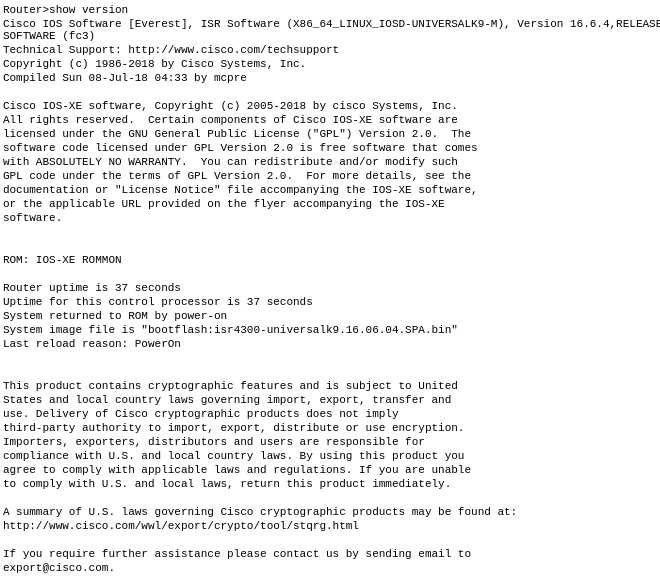 Router>show version
Cisco IOS Software [Everest], ISR Software (X86_64_LINUX_IOSD-UNIVERSALK9-M), Version 16.6.4,RELEASE
SOFTWARE (fc3)
Technical Support: http://www.cisco.com/techsupport
Copyright (c) 1986-2018 by Cisco Systems, Inc.
Compiled Sun 08-Jul-18 04:33 by mcpre
Cisco IOS-XE software, Copyright (c) 2005-2018 by cisco Systems, Inc.
All rights reserved.  Certain components of Cisco IOS-XE software are
licensed under the GNU General Public License ("GPL") Version 2.0.  The
software code licensed under GPL Version 2.0 is free software that comes
with ABSOLUTELY NO WARRANTY.  You can redistribute and/or modify such
GPL code under the terms of GPL Version 2.0.  For more details, see the
documentation or "License Notice" file accompanying the IOS-XE software,
or the applicable URL provided on the flyer accompanying the IOS-XE
software.
ROM: IOS-XE ROMMON
Router uptime is 37 seconds
Uptime for this control processor is 37 seconds
System returned to ROM by power-on
System image file is "bootflash:isr4300-universalk9.16.06.04.SPA.bin"
Last reload reason: PowerOn
This product contains cryptographic features and is subject to United
States and local country laws governing import, export, transfer and
use. Delivery of Cisco cryptographic products does not imply
third-party authority to import, export, distribute or use encryption.
Importers, exporters, distributors and users are responsible for
compliance with U.S. and local country laws. By using this product you
agree to comply with applicable laws and regulations. If you are unable
to comply with U.S. and local laws, return this product immediately.
A summary of U.S. laws governing Cisco cryptographic products may be found at:
http://www.cisco.com/wwl/export/crypto/tool/stqrg.html
If you require further assistance please contact us by sending email to
export@cisco.com.